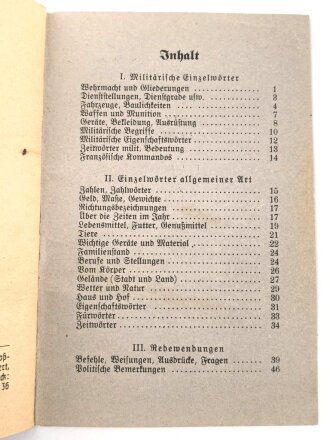 Inhalt
I. Militärische Einzelwörter
Wehrmacht und Gliederungen 1
Dienststellungen, Dienstgrade usw. 3
Fahrzeuge, Baulichkeiten 4
Waffen und Munition 7
Geräte, Bekleidung, Ausrüstung 8
Militärische Begriffe 10
Militärische Eigenschaftswörter 12
Zeitwörter milit. Bedeutung 13
Französische Kommandos 14
II. Einzelwörter allgemeiner Art
Zahlen, Zahlwörter 15
Geld, Maße, Gewichte 16
Richtungsbezeichnungen 17
Über die Zeiten im Jahr 17
Lebensmittel, Futter, Genußmittel 19
Tiere 21
Wichtige Geräte und Material 22
Familienstand 24
Berufe und Stellungen 24
Vom Körper 26
Gelände (Stadt und Land) 27
Wetter und Natur 29
Haus und Hof 30
Eigenschaftswörter 31
Fürwörter 33
Zeitwörter 34
III. Redewendungen
Befehle, Weisungen, Ausdrücke, Fragen 39
Politische Bemerkungen 46
oß-
ert,
ck:
36